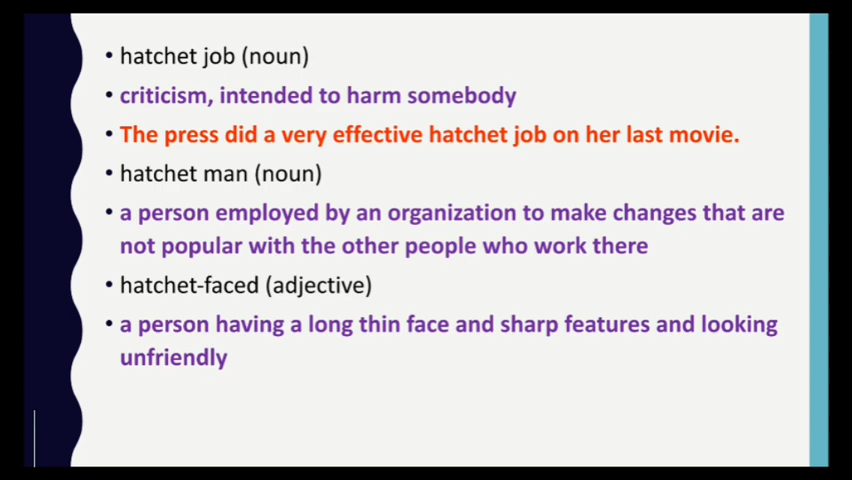 • hatchet job (noun)
• criticism, intended to harm somebody
• The press did a very effective hatchet job on her last movie.
• hatchet man (noun)
• a person employed by an organization to make changes that are
not popular with the other people who work there
• hatchet-faced (adjective)
• a person having a long thin face and sharp features and looking
unfriendly